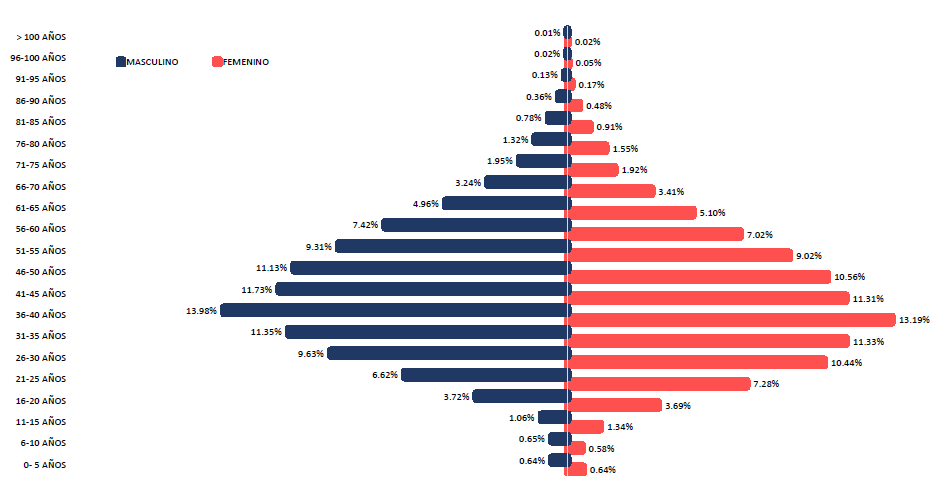 > 100 AÑOS 0.01% 0.02%
96-100 AÑOS 0.02% 0.05%
MASCULINO FEMENINO
91-95 AÑOS 0.13% 0.17%
86-90 AÑOS 0.36% 0.48%
81-85 AÑOS 0.78% 0.91%
76-80 AÑOS 1.32% 1.55%
71-75 AÑOS 1.95% 1.92%
66-70 AÑOS 3.24% 3.41%
61-65 AÑOS 4.96% 5.10%
56-60 AÑOS 7.42% 7.02%
51-55 AÑOS 9.31% 9.02%
46-50 AÑOS 11.13% 10.56%
41-45 AÑOS 11.73% 11.31%
36-40 AÑOS 13.98% 13.19%
31-35 AÑOS 11.35% 11.33%
26-30 AÑOS 9.63% 10.44%
21-25 AÑOS 6.62% 7.28%
16-20 AÑOS 3.72% 3.69%
11-15 AÑOS 1.06% 1.34%
6-10 AÑOS 0.65% 0.58%
0- 5 AÑOS 0.64% 0.64%